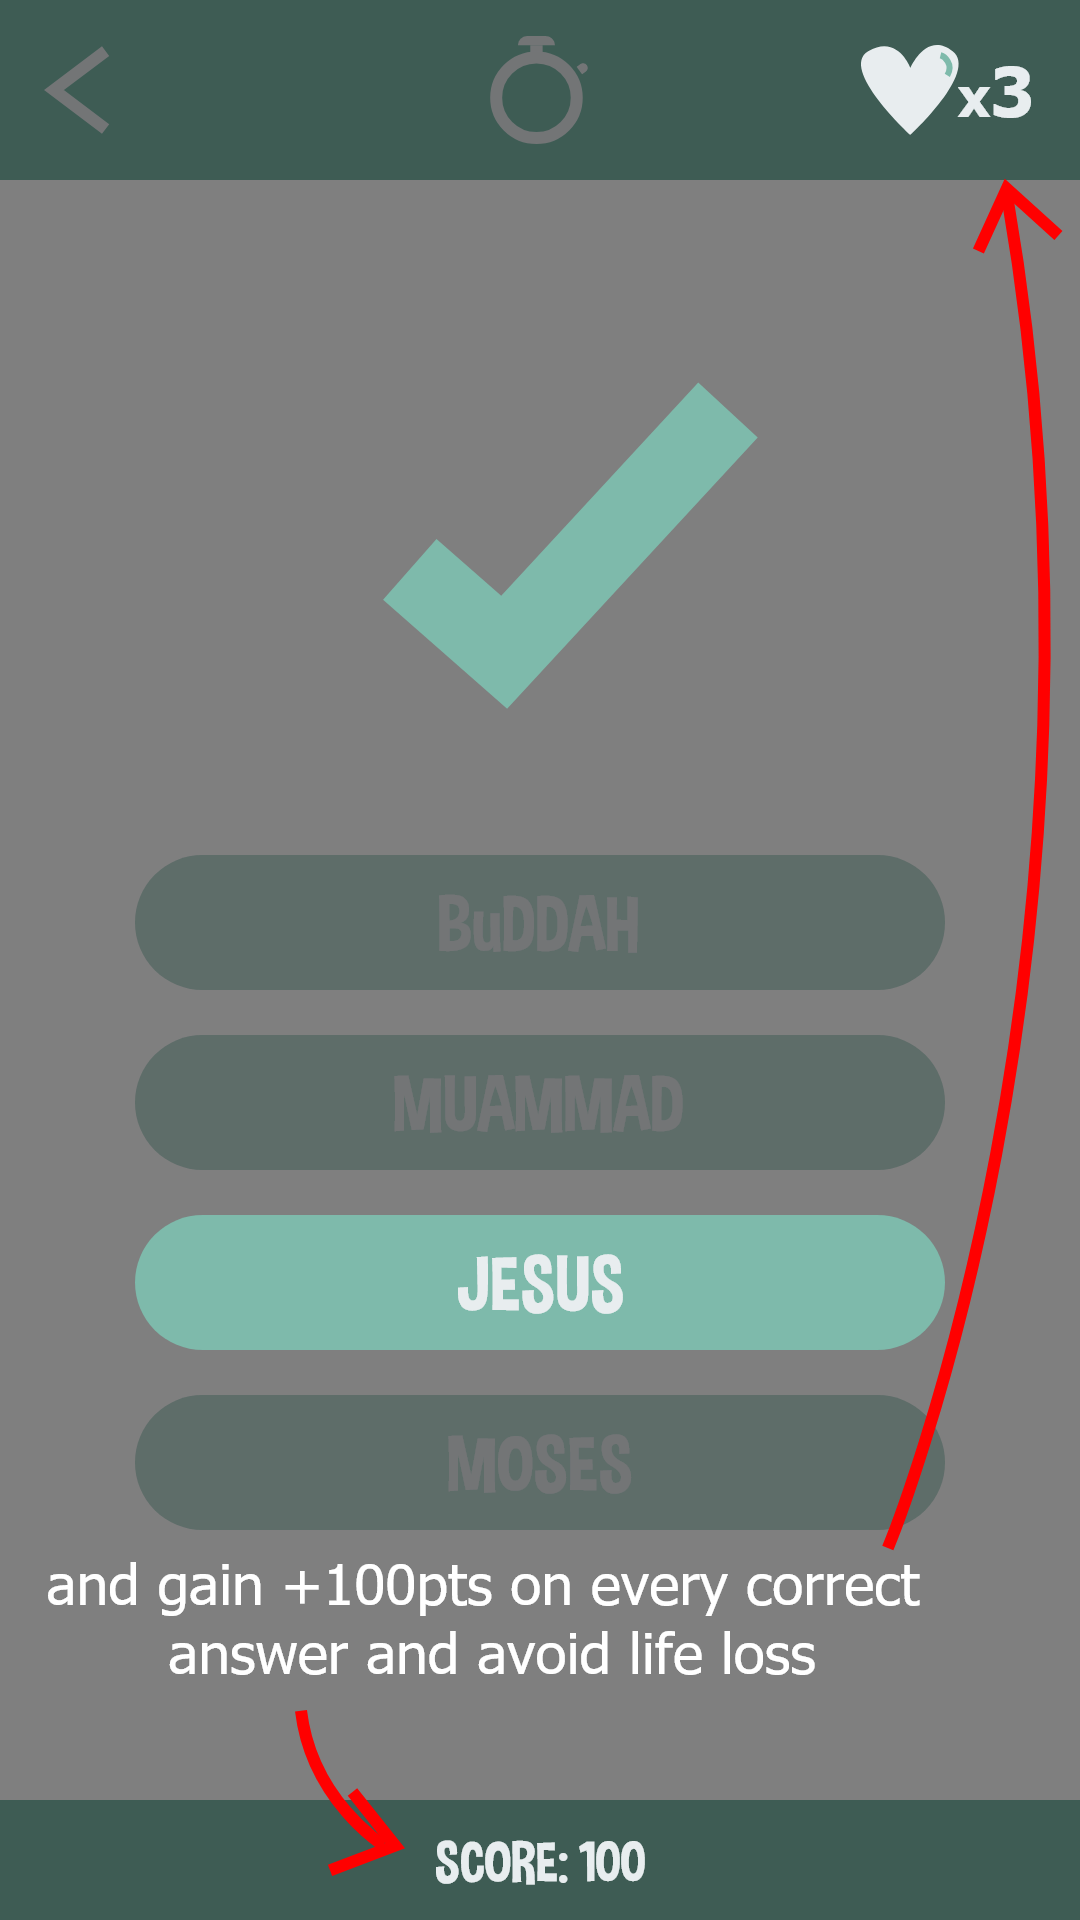 x3
BuDDAH
MUAMMAD
JESUS
MOSES
and gain +100pts on every correct
answer and avoid life loss
SCORE: 100